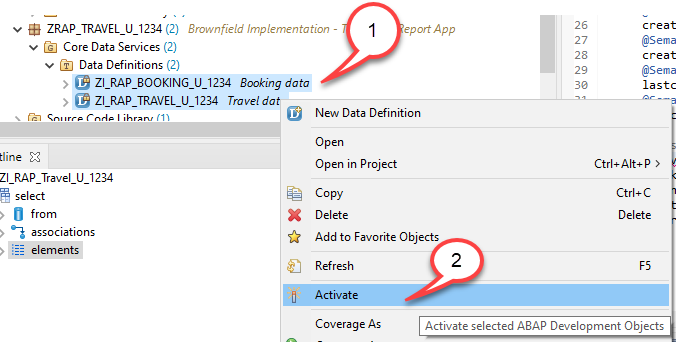 ZRAP_TRAVEL_U_1234 (2) Brownfield Implementation - T Report App
Core Data Services (2)
Data Definitions (2)
ZI_RAP_BOOKING_U_1234 Booking data
ZI_RAP_TRAVEL_U_1234 Travel dat
Source Code Library (2)
1
26 creat
27 @Sema
28 creat
29 @Sema
30 lastc
31 @Sema
New Data Definition
Open
Open in Project Ctrl+Alt+P
Copy Ctrl+C
Delete Delete
Add to Favorite Objects
Refresh F5
2
Activate
Coverage As
Activate selected ABAP Development Objects
tline
ZI_RAP_Travel_U_1234
select
from
associations
elements